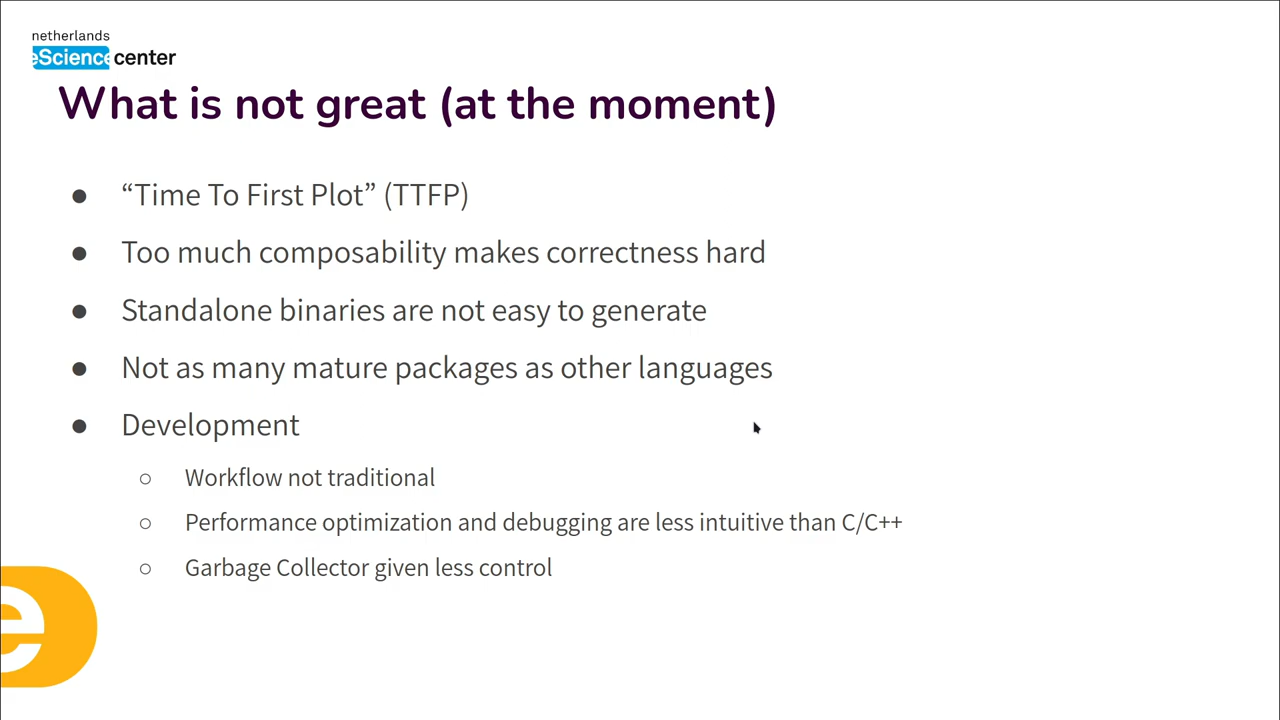 netherlands
eScience center
What is not great (at the moment)
● “Time To First Plot” (TTFP)
● Too much composability makes correctness hard
● Standalone binaries are not easy to generate
● Not as many mature packages as other languages
● Development
○ Workflow not traditional
○ Performance optimization and debugging are less intuitive than C/C++
○ Garbage Collector given less control
e